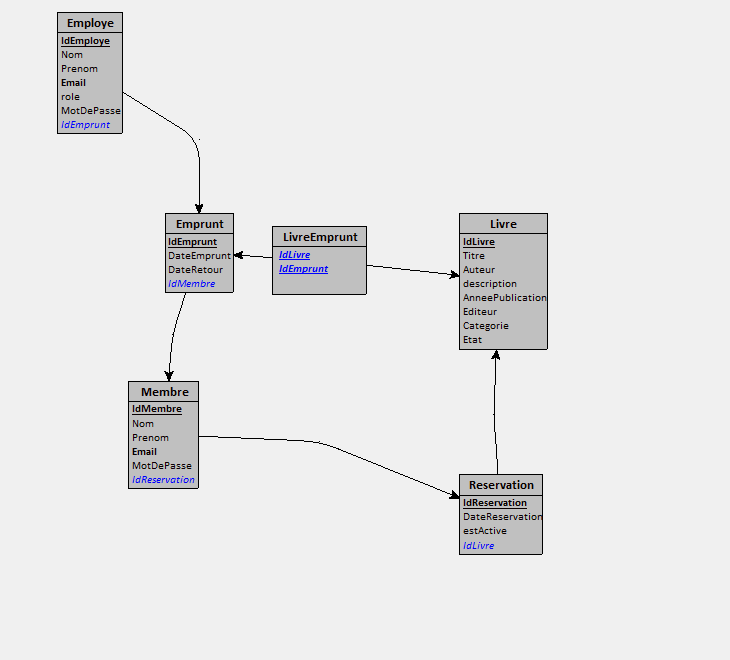 Employe
IdEmploye
Nom
Prenom
Email
role
MotDePasse
IdEmprunt
Emprunt
IdEmprunt
DateEmprunt
DateRetour
IdMembre
LivreEmprunt
IdLivre
IdEmprunt
Livre
IdLivre
Titre
Auteur
description
AnneePublication
Editeur
Categorie
Etat
Membre
IdMembre
Nom
Prenom
Email
MotDePasse
IdReservation
Reservation
IdReservation
DateReservation
estActive
IdLivre